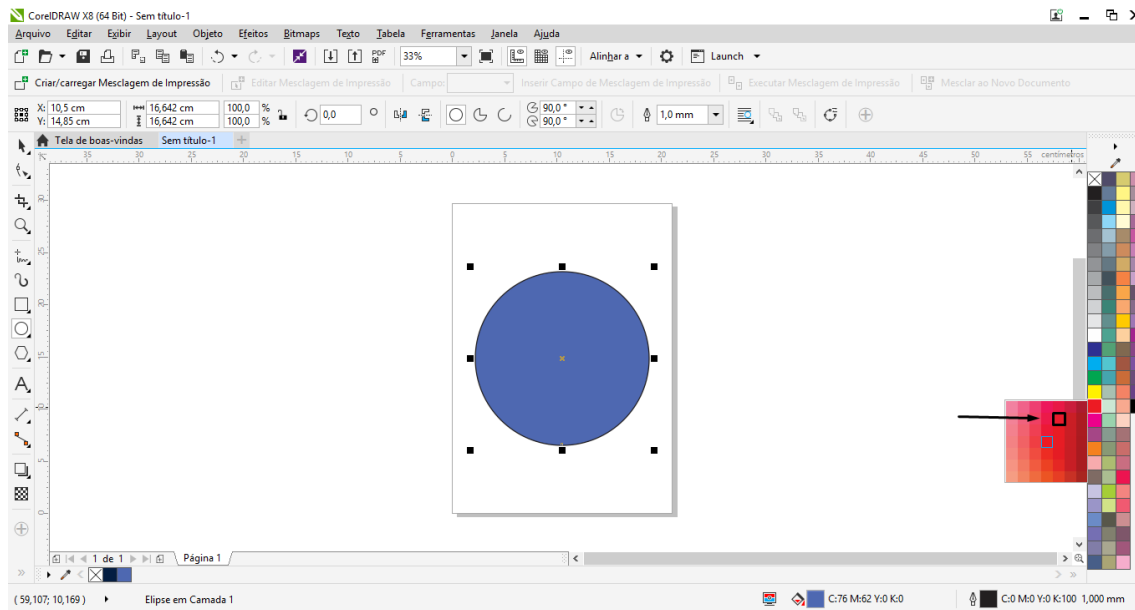 CorelDRAW X8 (64 Bit) - Sem título-1
Arquivo Editar Exibir Layout Objeto Efeitos Bitmaps Texto Tabela Ferramentas Janela Ajuda
PDF 33% Alinhar a Launch
Criar/carregar Mesclagem de Impressão Editar Mesclagem de Impressão Campo: Inserir Campo de Mesclagem de Impressão Executar Mesclagem de Impressão Mesclar ao Novo Documento
X: 10,5 cm 16,642 cm 100,0 % 0,0 ° 90,0 ° 1,0 mm
Y: 14,85 cm 16,642 cm 100,0 % 90,0 °
Tela de boas-vindas Sem título-1
35 30 25 20 15 10 5 0 5 10 15 20 25 30 35 40 45 50 55 centímetros
1 de 1 Página 1
( 59,107; 10,169 ) Elipse em Camada 1 C:76 M:62 Y:0 K:0 C:0 M:0 Y:0 K:100 1,000 mm